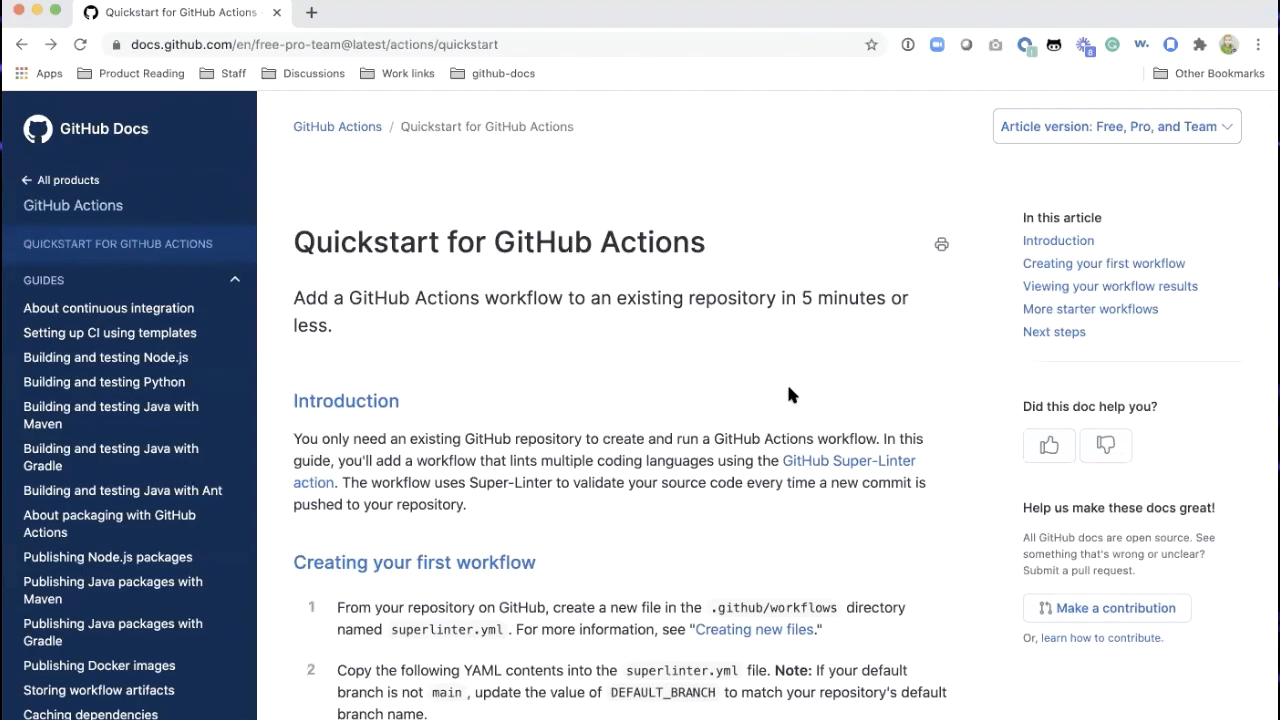 Quickstart for GitHub Actions
docs.github.com/en/free-pro-team@latest/actions/quickstart
Apps
Product Reading
Staff
Discussions
Work links
github-docs
Other Bookmarks
GitHub Docs
All products
GitHub Actions
QUICKSTART FOR GITHUB ACTIONS
GUIDES
About continuous integration
Setting up CI using templates
Building and testing Node.js
Building and testing Python
Building and testing Java with
Maven
Building and testing Java with
Gradle
Building and testing Java with Ant
About packaging with GitHub
Actions
Publishing Node.js packages
Publishing Java packages with
Maven
Publishing Java packages with
Gradle
Publishing Docker images
Storing workflow artifacts
Caching dependencies
GitHub Actions / Quickstart for GitHub Actions
Article version: Free, Pro, and Team
Quickstart for GitHub Actions
Add a GitHub Actions workflow to an existing repository in 5 minutes or
less.
Introduction
You only need an existing GitHub repository to create and run a GitHub Actions workflow. In this
guide, you'll add a workflow that lints multiple coding languages using the GitHub Super-Linter
action. The workflow uses Super-Linter to validate your source code every time a new commit is
pushed to your repository.
Creating your first workflow
1 From your repository on GitHub, create a new file in the .github/workflows directory
named superlinter.yml. For more information, see "Creating new files."
2 Copy the following YAML contents into the superlinter.yml file. Note: If your default
branch is not main, update the value of DEFAULT_BRANCH to match your repository's default
branch name.
In this article
Introduction
Creating your first workflow
Viewing your workflow results
More starter workflows
Next steps
Did this doc help you?
Help us make these docs great!
All GitHub docs are open source. See
something that's wrong or unclear?
Submit a pull request.
Make a contribution
Or, learn how to contribute.